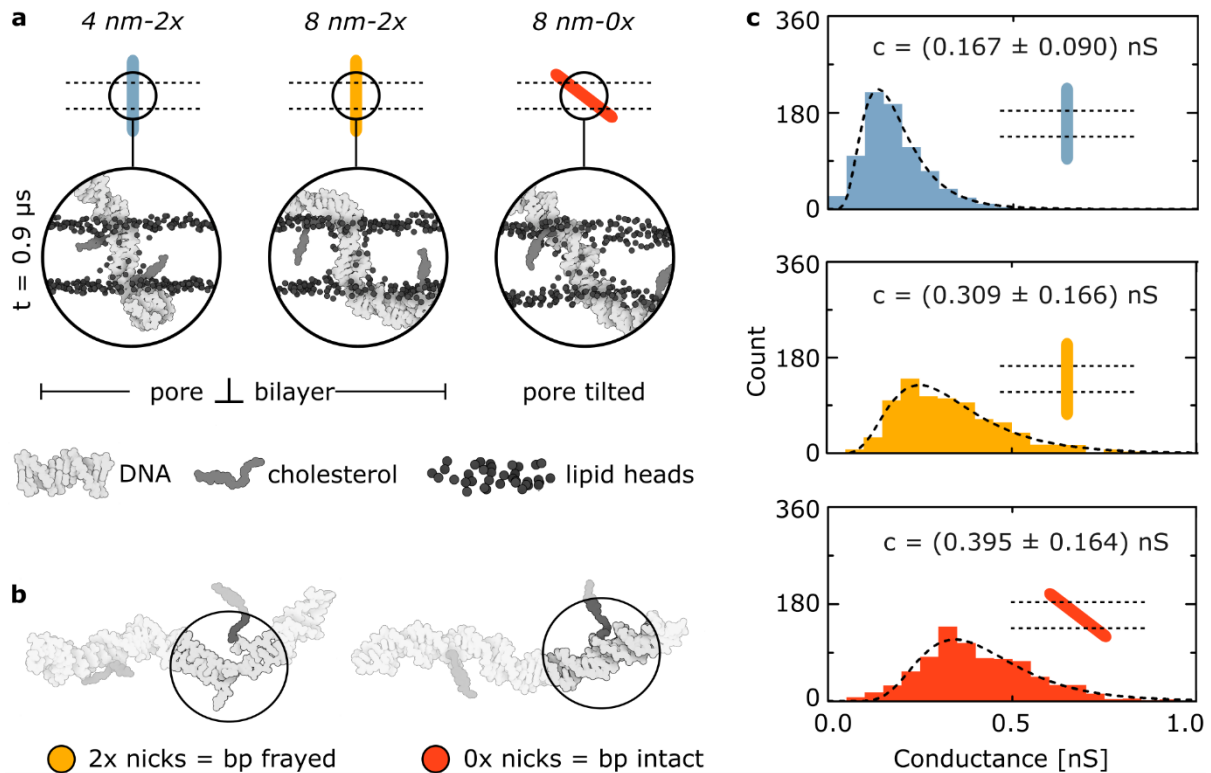 a
4 nm-2x 8 nm-2x 8 nm-0x
t = 0.9 μs
pore ⊥ bilayer pore tilted
DNA cholesterol lipid heads
b
2x nicks = bp frayed 0x nicks = bp intact
c
360
180
0
c = (0.167 ± 0.090) nS
360
180
0
c = (0.309 ± 0.166) nS
Count
360
180
0
c = (0.395 ± 0.164) nS
0.0 0.5 1.0
Conductance [nS]